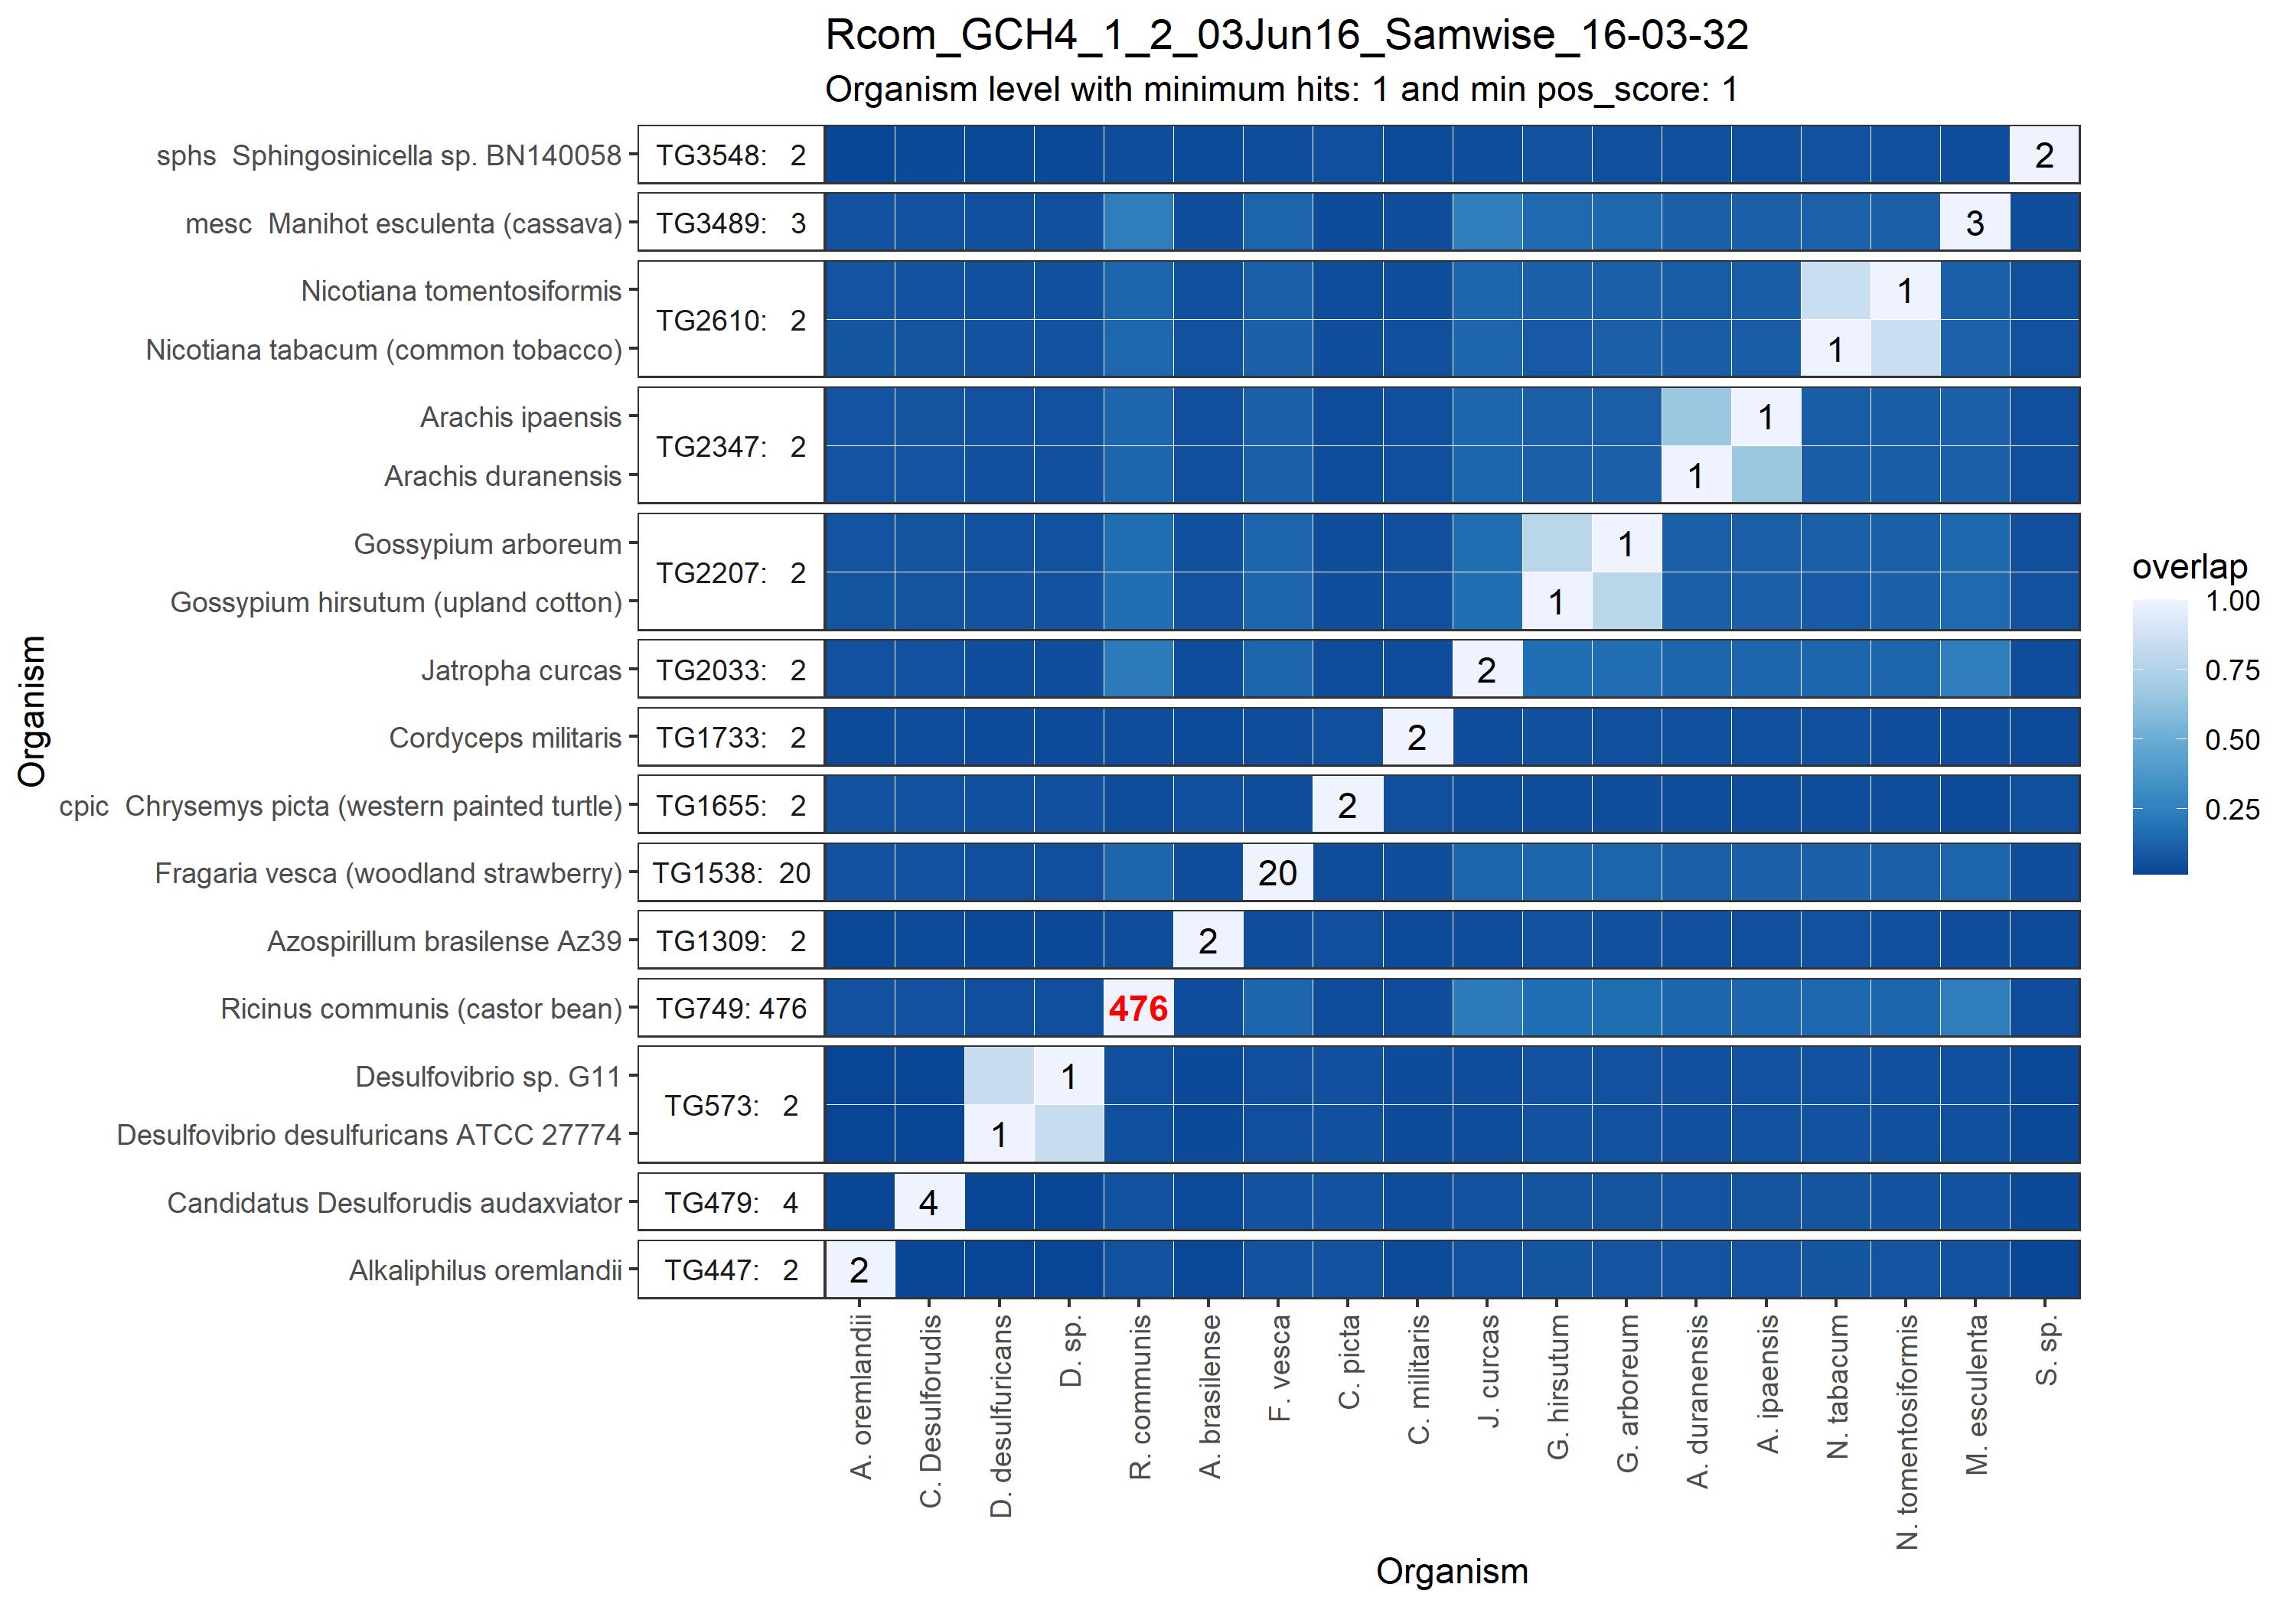 Rcom_GCH4_1_2_03Jun16_Samwise_16-03-32
Organism level with minimum hits: 1 and min pos_score: 1
sphs  Sphingosinicella sp. BN140058 TG3548: 2 2
mesc  Manihot esculenta (cassava) TG3489: 3 3
Nicotiana tomentosiformis 1
TG2610: 2
Nicotiana tabacum (common tobacco) 1
Arachis ipaensis 1
TG2347: 2
Arachis duranensis 1
Gossypium arboreum 1
TG2207: 2
Gossypium hirsutum (upland cotton) 1
Jatropha curcas TG2033: 2 2
Cordyceps militaris TG1733: 2 2
cpic  Chrysemys picta (western painted turtle) TG1655: 2 2
Fragaria vesca (woodland strawberry) TG1538: 20 20
Azospirillum brasilense Az39 TG1309: 2 2
Ricinus communis (castor bean) TG749: 476 476
Desulfovibrio sp. G11 1
TG573: 2
Desulfovibrio desulfuricans ATCC 27774 1
Candidatus Desulforudis audaxviator TG479: 4 4
Alkaliphilus oremlandii TG447: 2 2
Organism
A. oremlandii
C. Desulforudis
D. desulfuricans
D. sp.
R. communis
A. brasilense
F. vesca
C. picta
C. militaris
J. curcas
G. hirsutum
G. arboreum
A. duranensis
A. ipaensis
N. tabacum
N. tomentosiformis
M. esculenta
S. sp.
Organism
overlap
1.00
0.75
0.50
0.25